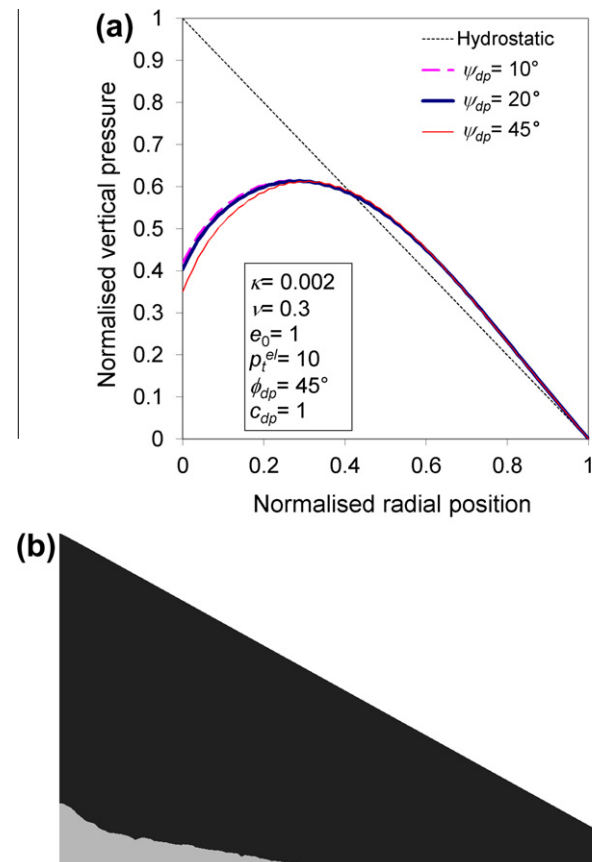 (a)
Hydrostatic
ψdp= 10°
ψdp= 20°
ψdp= 45°
Normalised vertical pressure
1
0.9
0.8
0.7
0.6
0.5
0.4
0.3
0.2
0.1
0
κ= 0.002
ν= 0.3
e0= 1
ptel= 10
ϕdp= 45°
cdp= 1
0 0.2 0.4 0.6 0.8 1
Normalised radial position
(b)